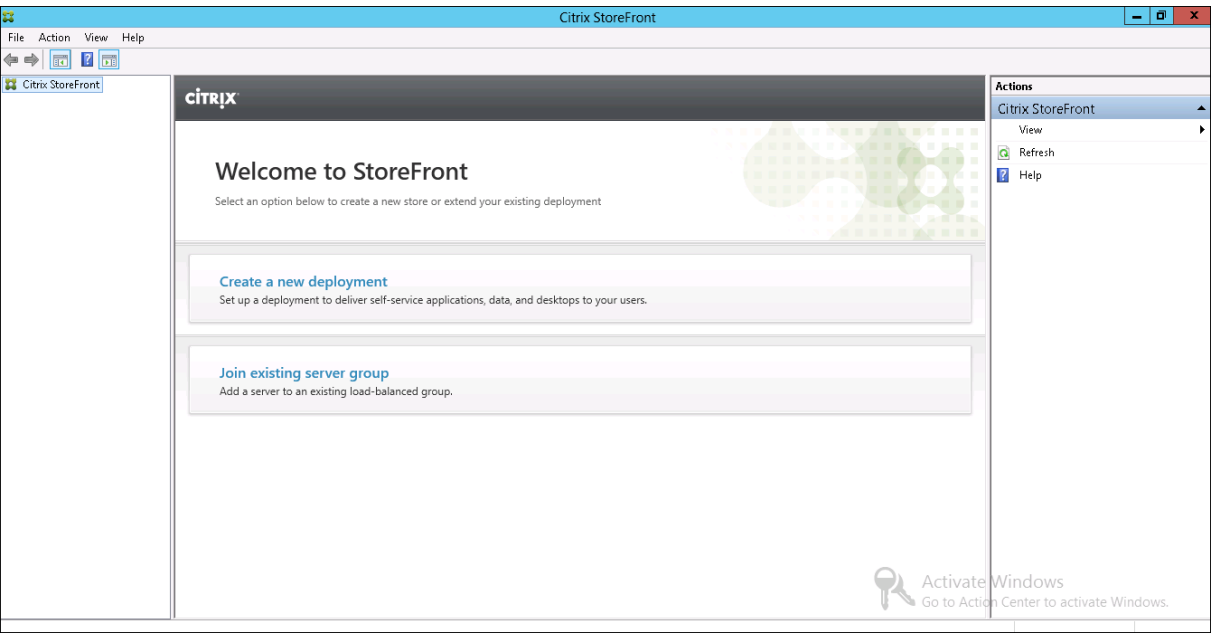 Citrix StoreFront
File Action View Help
Citrix StoreFront
CİTRIX
Welcome to StoreFront
Select an option below to create a new store or extend your existing deployment
Create a new deployment
Set up a deployment to deliver self-service applications, data, and desktops to your users.
Join existing server group
Add a server to an existing load-balanced group.
Actions
Citrix StoreFront
View
Refresh
Help
Activate Windows
Go to Action Center to activate Windows.